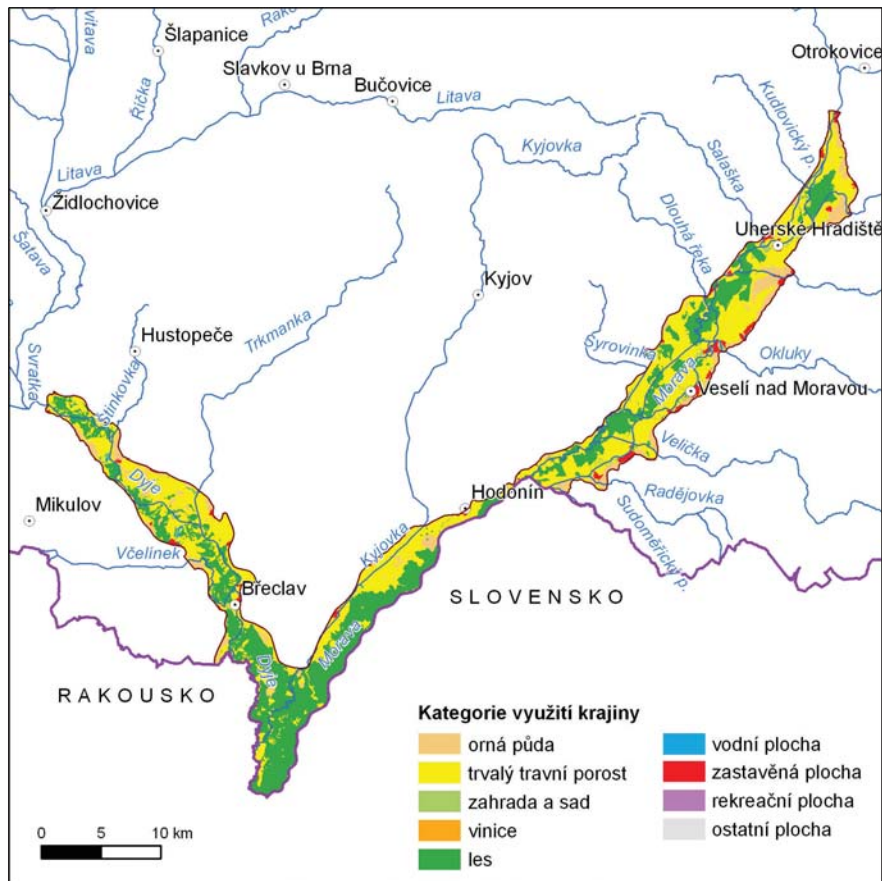 Svitava
Šlapanice
Otrokovice
Slavkov u Brna
Bučovice
Říčka
Litava
Kudlovický p.
Kyjovka
Salaška
Litava
Židlochovice
Dlouhá řeka
Uherské Hradiště
Šatava
Kyjov
Trkmanka
Hustopeče
Syrovinka
Okluky
Svratka
Štinkovka
Morava
Veselí nad Moravou
Velička
Dyje
Mikulov
Hodonín
Radějovka
Včelínek
Kyjovka
Sudoměřický p.
Břeclav
SLOVENSKO
Morava
Dyje
RAKOUSKO
Kategorie využití krajiny
orná půda
trvalý travní porost
zahrada a sad
vinice
les
vodní plocha
zastavěná plocha
rekreační plocha
ostatní plocha
0 5 10 km